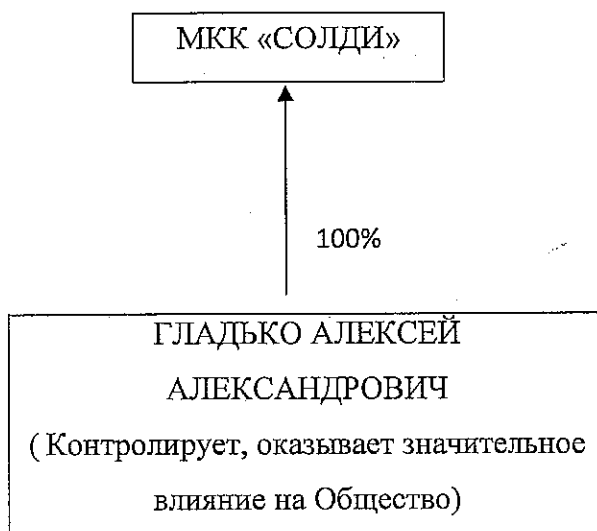 МКК «СОЛДИ»
100%
ГЛАДЬКО АЛЕКСЕЙ
АЛЕКСАНДРОВИЧ
( Контролирует, оказывает значительное
влияние на Общество)